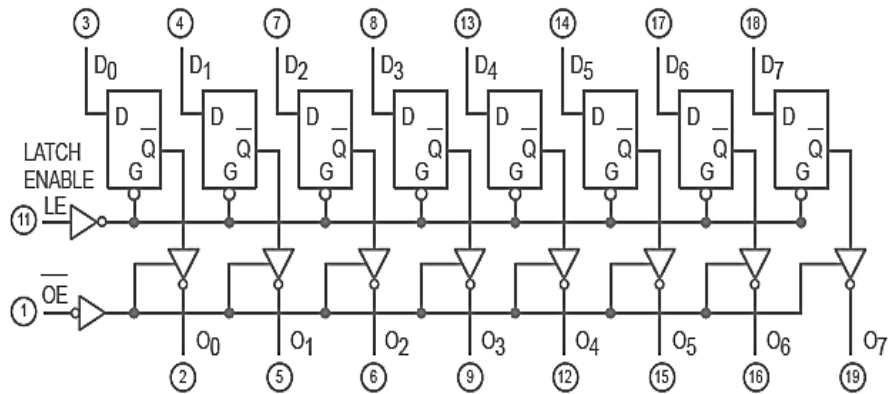 3 4 7 8 13 14 17 18
D0 D1 D2 D3 D4 D5 D6 D7
D D D D D D D D
Q Q Q Q Q Q Q Q
G G G G G G G G
LATCH
ENABLE
11 LE
OE
1
O0 O1 O2 O3 O4 O5 O6 O7
2 5 6 9 12 15 16 19